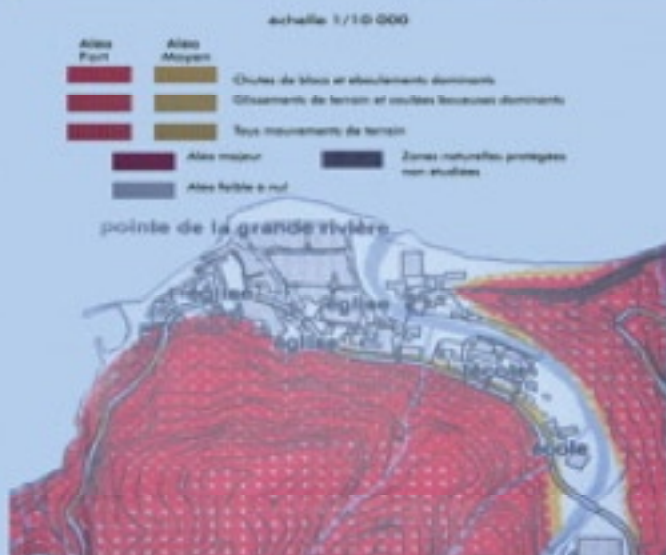 échelle 1/10 000
Aléa Fort
Aléa Moyen
Chutes de blocs et éboulements dominants
Glissements de terrain et coulées boueuses dominants
Tous mouvements de terrain
Aléa majeur
Zones naturelles protégées
non étudiées
Aléa faible à nul
pointe de la grande rivière
église
église
église
école